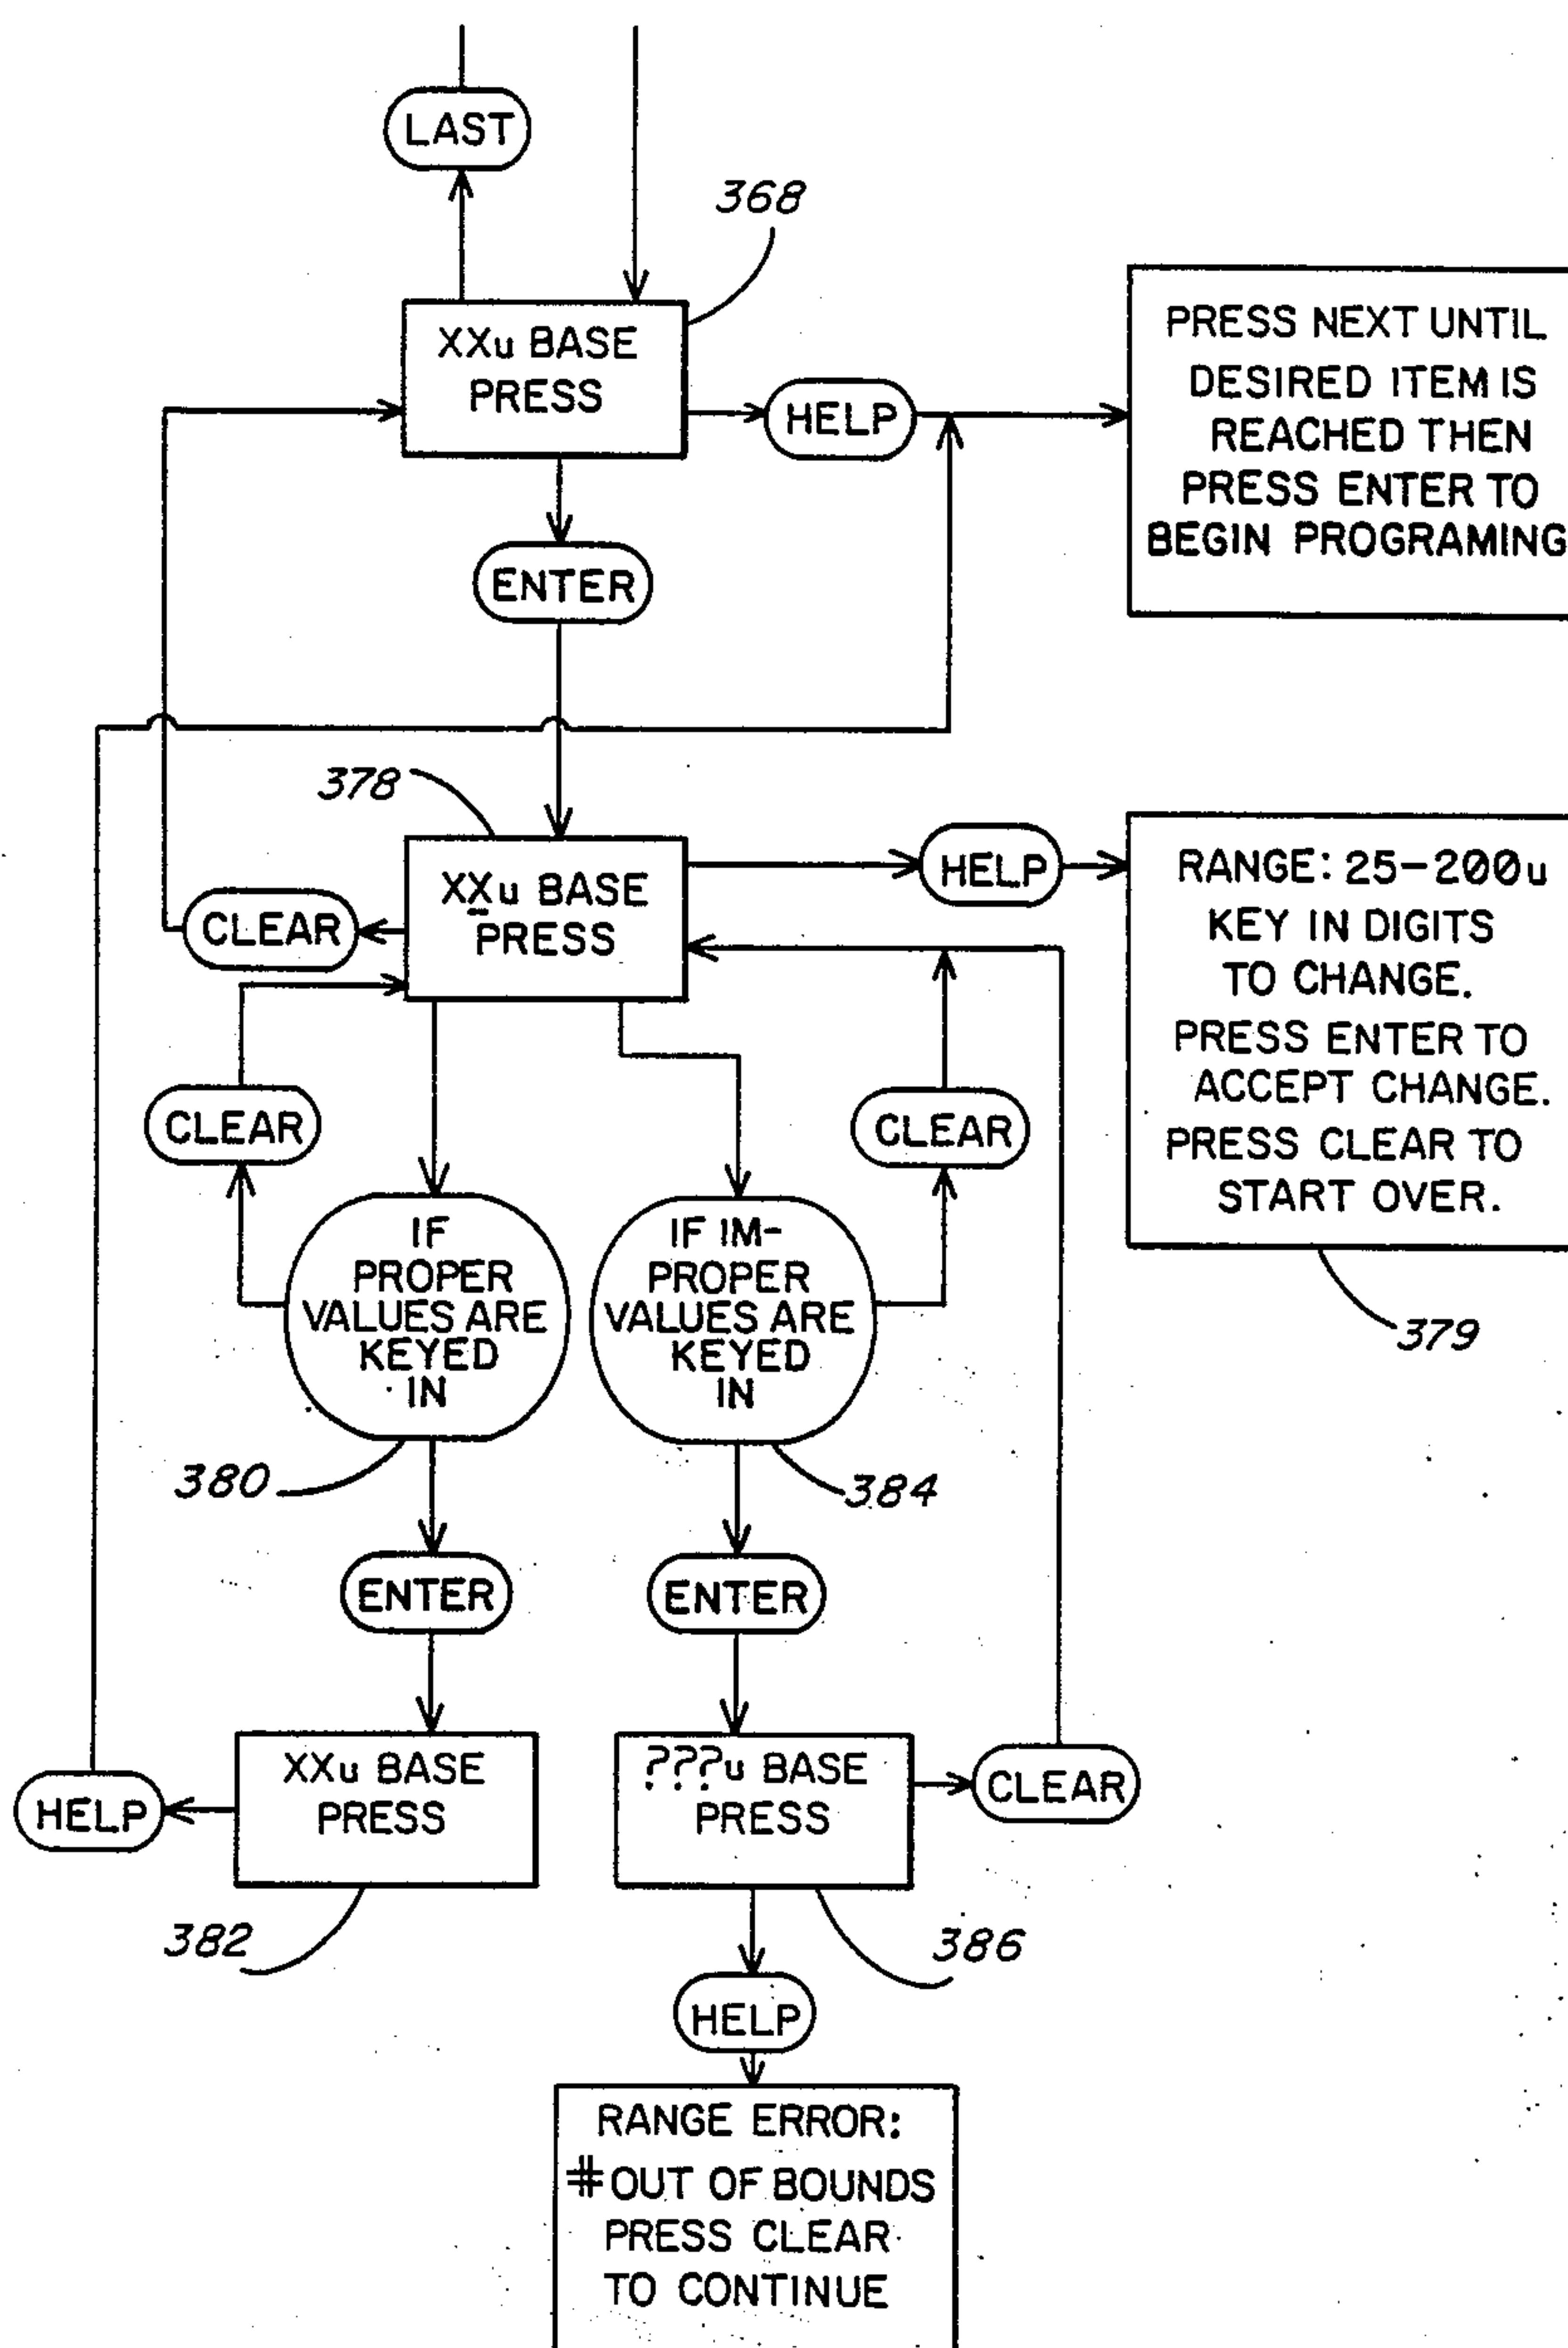 LAST
368
XXu BASE
PRESS
HELP
PRESS NEXT UNTIL
DESIRED ITEM IS
REACHED THEN
PRESS ENTER TO
BEGIN PROGRAMING
ENTER
378
XXu BASE
PRESS
CLEAR
HELP
RANGE: 25-200u
KEY IN DIGITS
TO CHANGE.
PRESS ENTER TO
ACCEPT CHANGE.
PRESS CLEAR TO
START OVER.
379
CLEAR
CLEAR
IF
PROPER
VALUES ARE
KEYED
IN
380
IF IM-
PROPER
VALUES ARE
KEYED
IN
384
ENTER
ENTER
XXu BASE
PRESS
HELP
382
???u BASE
PRESS
CLEAR
386
HELP
RANGE ERROR:
#OUT OF BOUNDS
PRESS CLEAR
TO CONTINUE